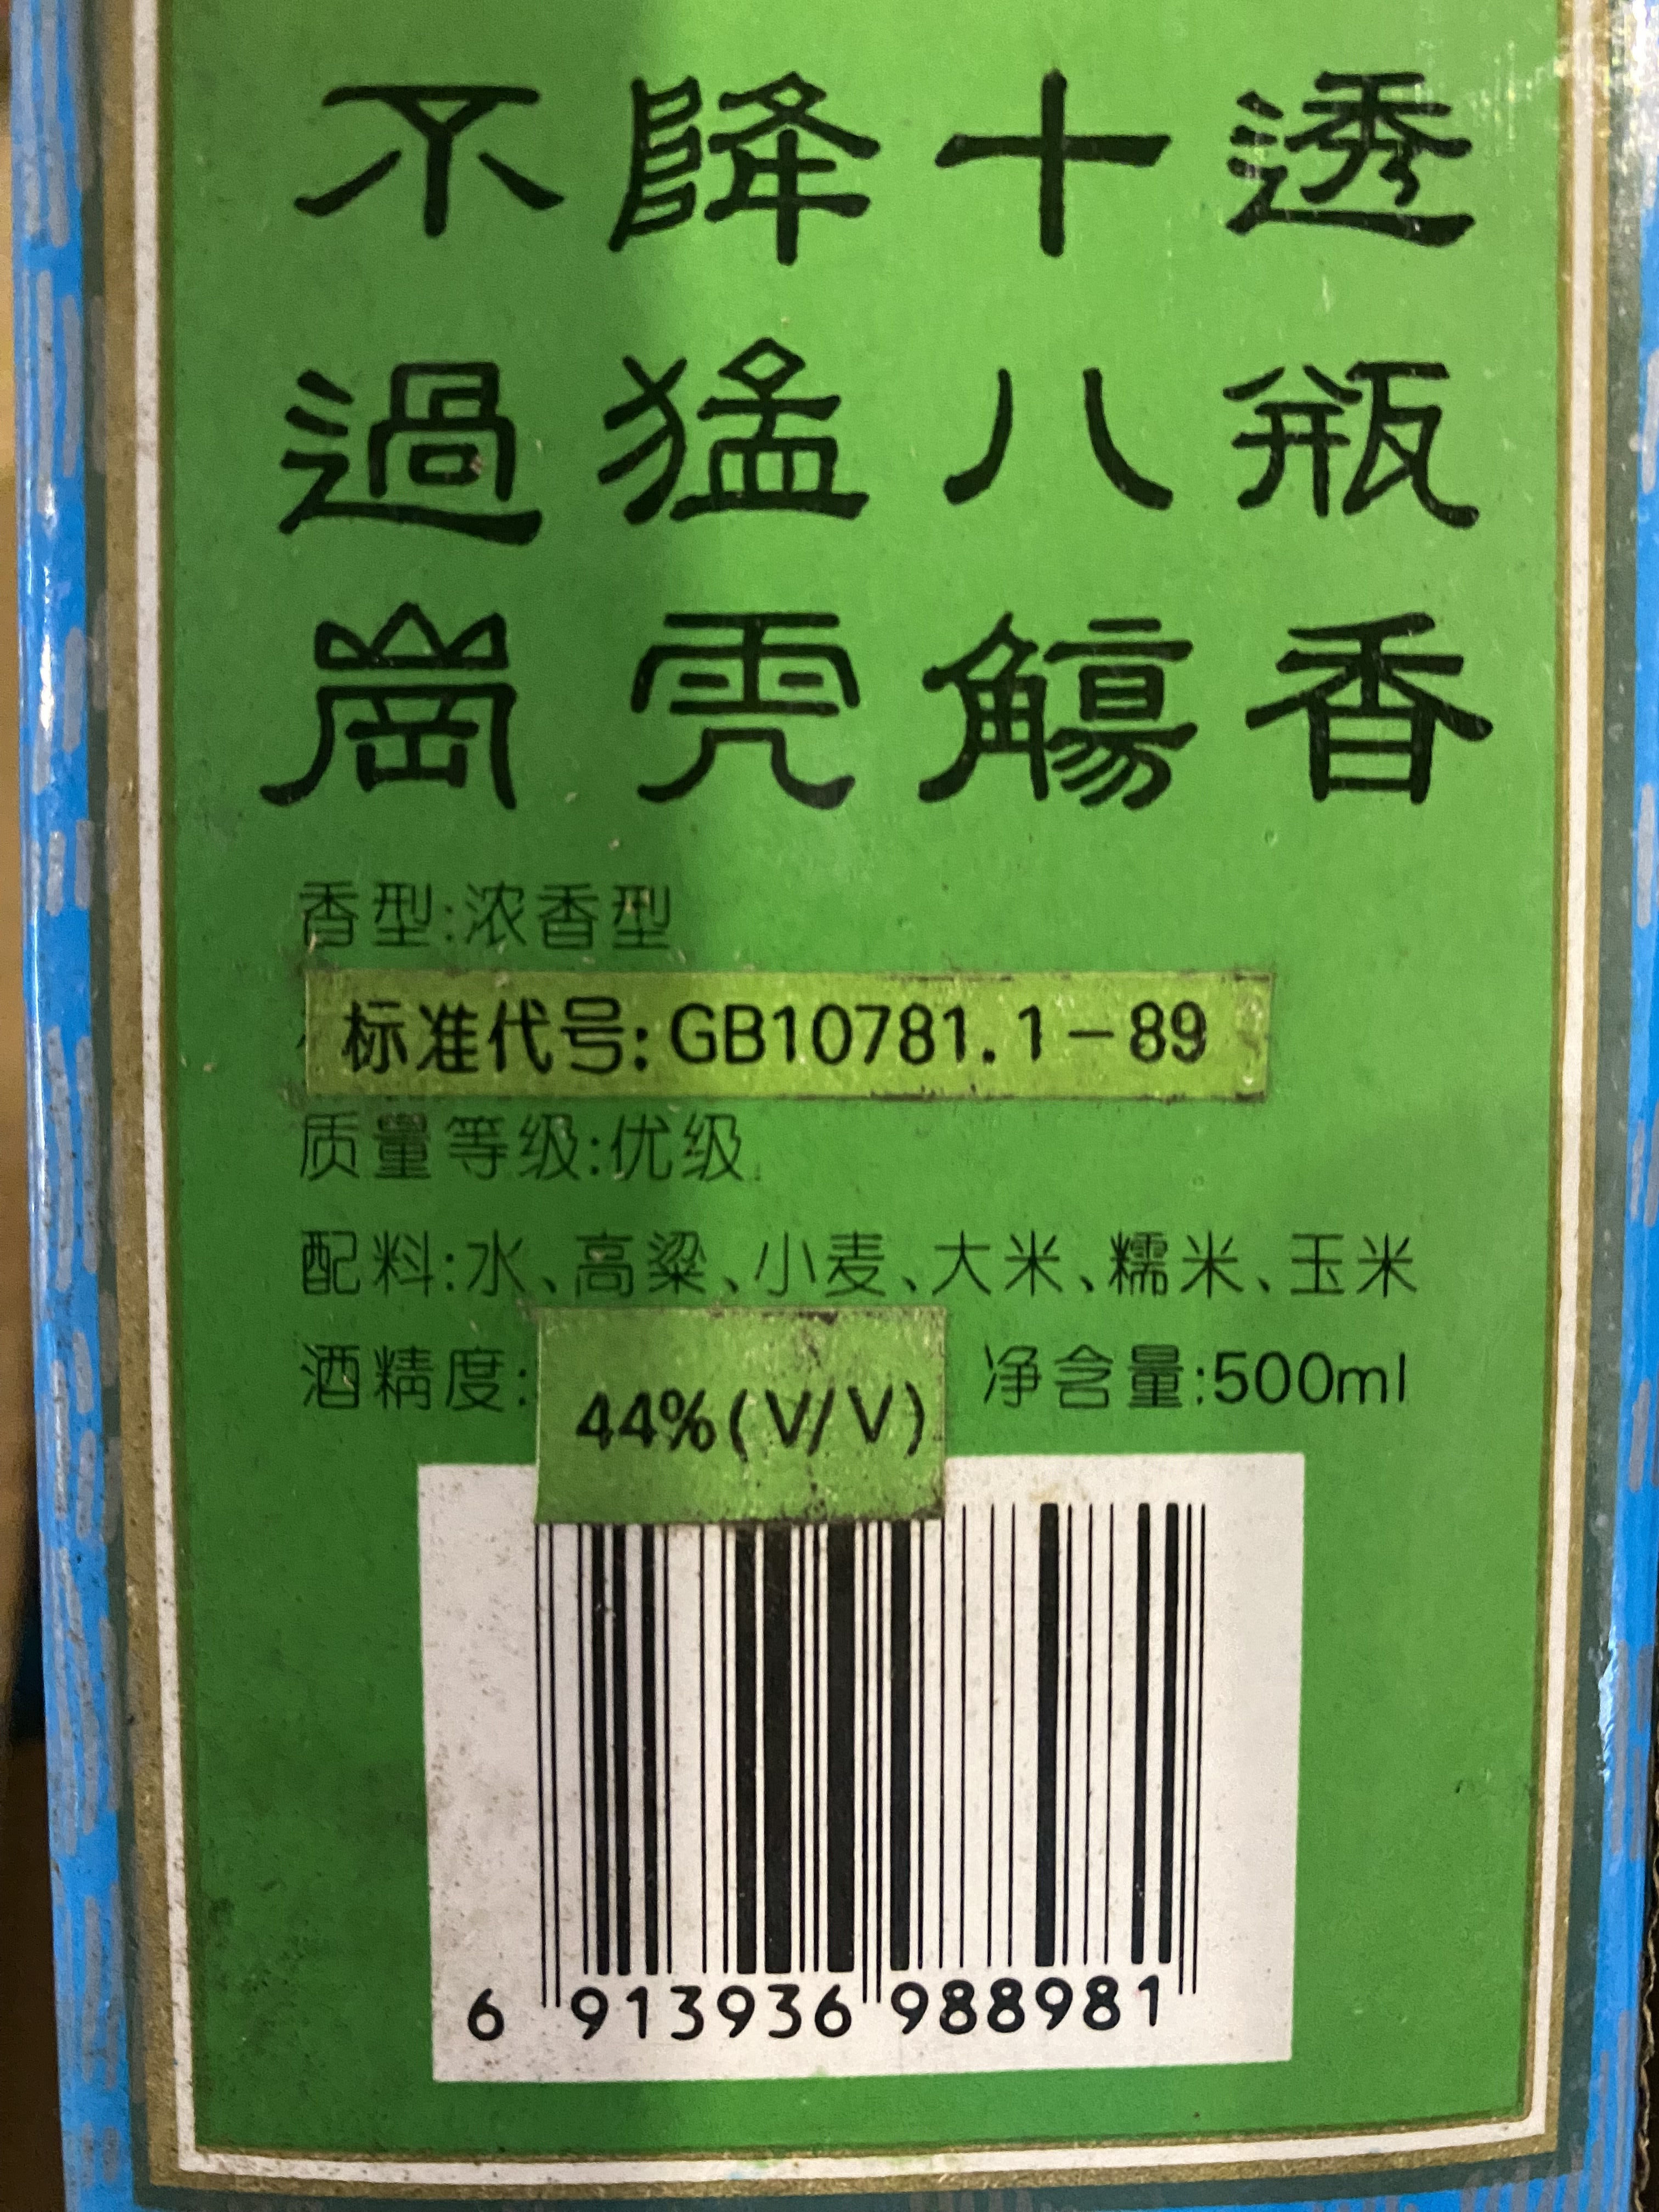 透瓶香
十八觴
降猛虎
不過崗
香型:浓香型
标准代号:GB10781.1-89
质量等级:优级
配料:水、高粱、小麦、大米、糯米、玉米
酒精度:44%(V/V) 净含量:500ml
6 913936 988981